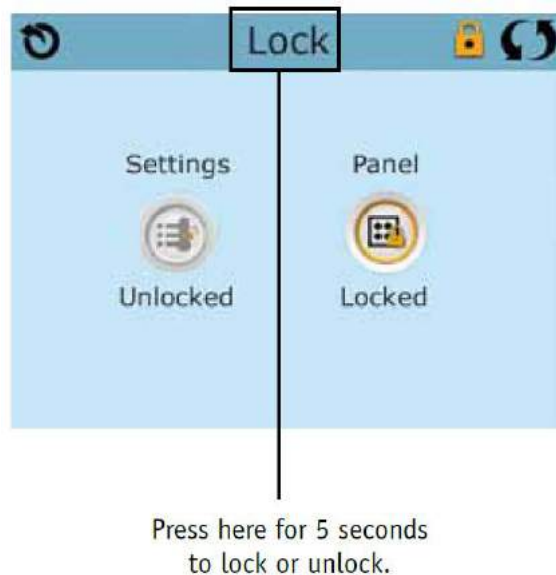 Lock
Settings Panel
Unlocked Locked
Press here for 5 seconds
to lock or unlock.